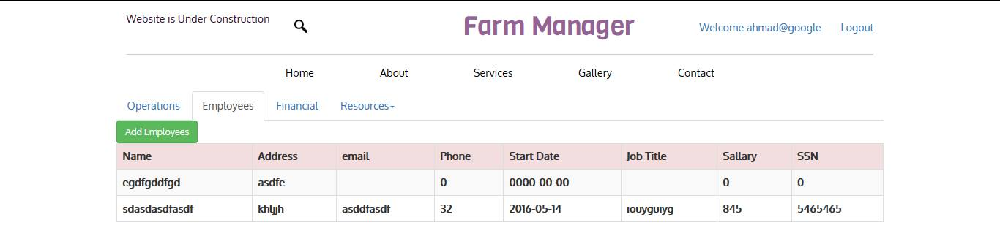 Website is Under Construction
Farm Manager
Welcome ahmad@google Logout
Home About Services Gallery Contact
Operations Employees Financial Resources
Add Employees
Name Address email Phone Start Date Job Title Sallary SSN
egdfgddfgd asdfe 0 0000-00-00 0 0
sdasdasdfasdf khljjh asddfasdf 32 2016-05-14 iouyguiyg 845 5465465